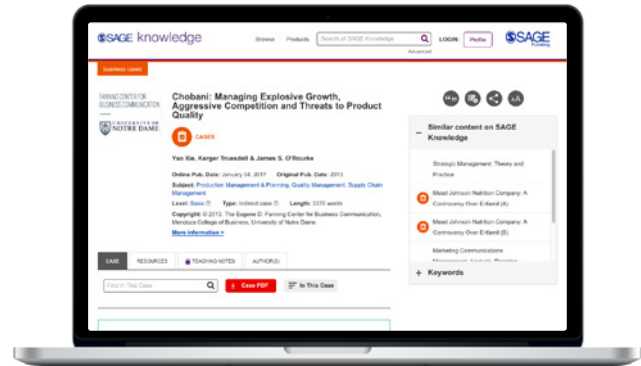 SAGE knowledge
Browse Products Search all SAGE Knowledge LOGIN: Profile SAGE Publishing
Advanced
Business Cases
FANNING CENTER FOR
BUSINESS COMMUNICATION
UNIVERSITY OF
NOTRE DAME
Chobani: Managing Explosive Growth,
Aggressive Competition and Threats to Product
Quality
CASES
Yao Xie, Karger Truesdell & James S. O'Rourke
Online Pub. Date: January 04, 2017 Original Pub. Date: 2013
Subject: Production Management & Planning, Quality Management, Supply Chain
Management
Level: Basic Type: Indirect case Length: 3370 words
Copyright: © 2013. The Eugene D. Fanning Center for Business Communication,
Mendoza College of Business, University of Notre Dame
More information >
CASE RESOURCES TEACHING NOTES AUTHOR(S)
Find In This Case Case PDF In This Case
Similar content on SAGE
Knowledge
Strategic Management: Theory and
Practice
Mead Johnson Nutrition Company: A
Controversy Over Enfamil (A)
Mead Johnson Nutrition Company: A
Controversy Over Enfamil (B)
Marketing Communications
+ Keywords